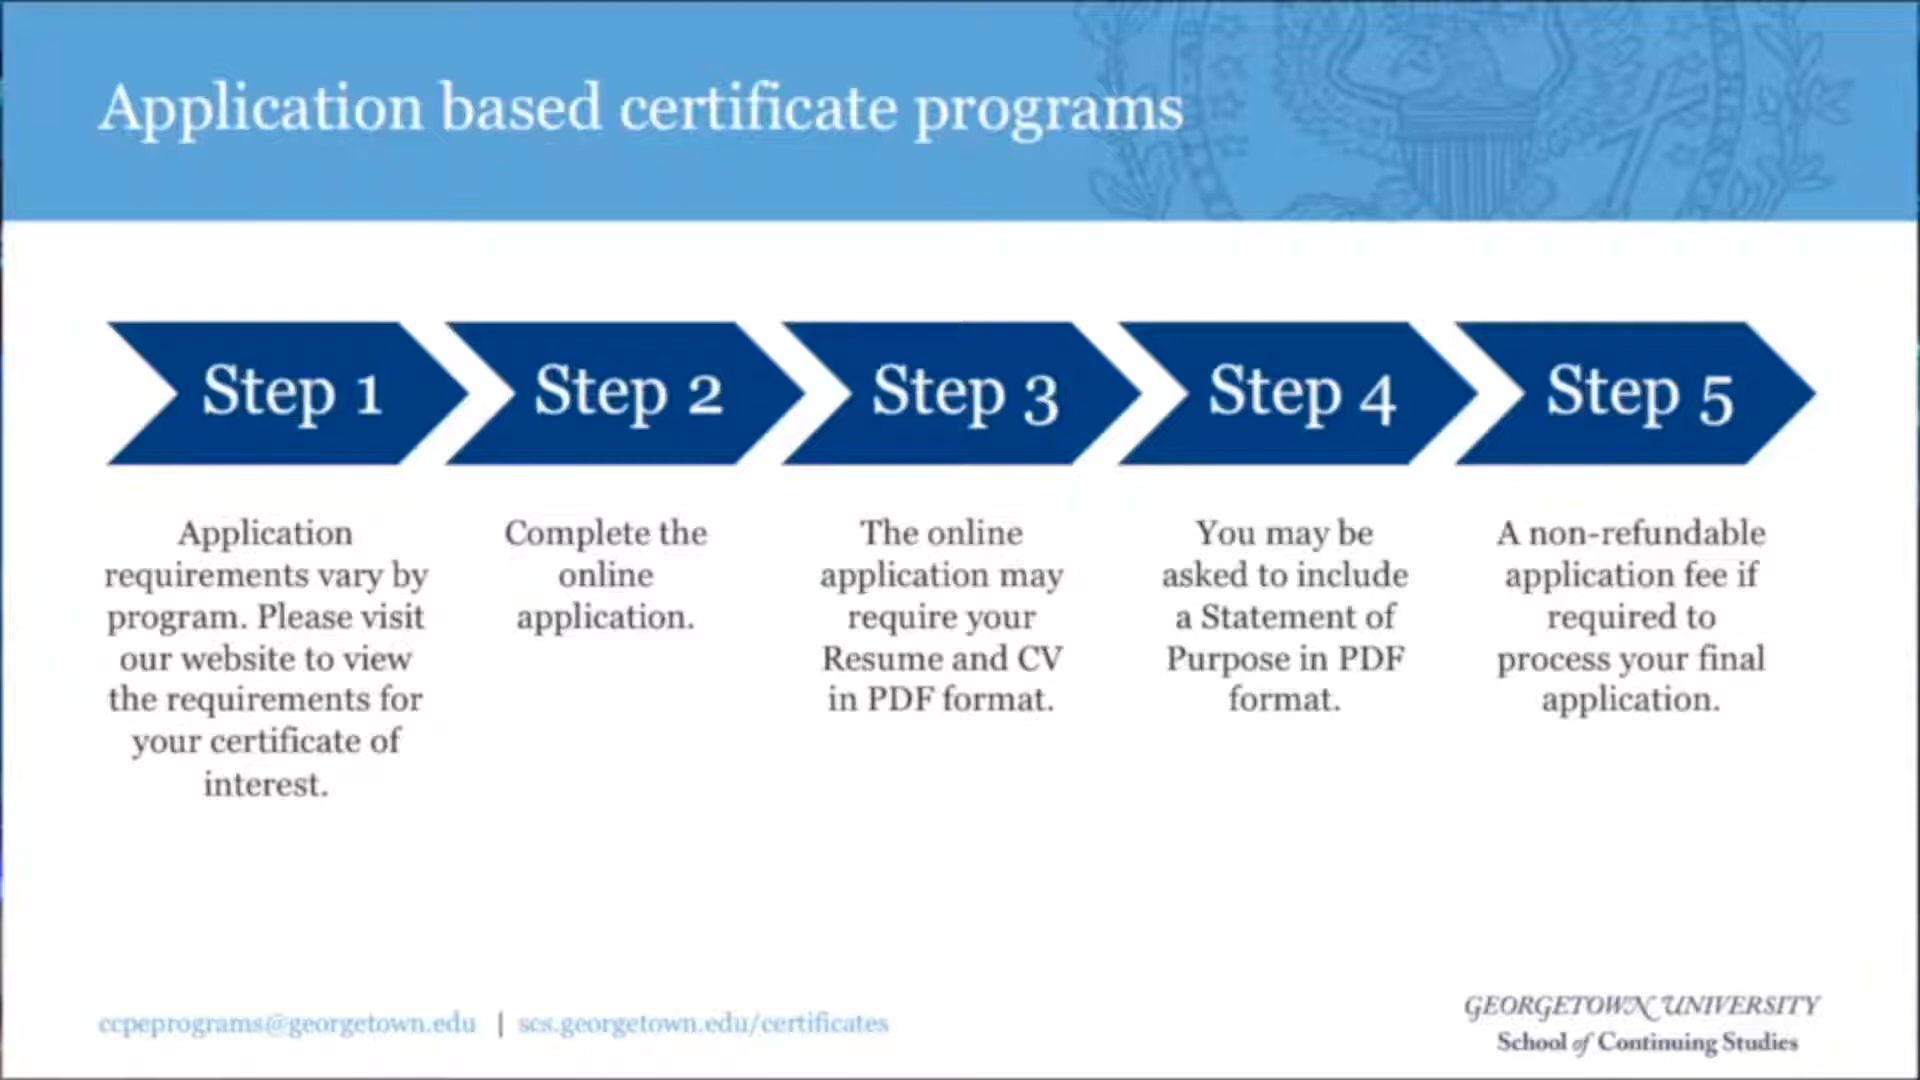 Application based certificate programs
Step 1
Step 2
Step 3
Step 4
Step 5
Application
requirements vary by
program. Please visit
our website to view
the requirements for
your certificate of
interest.
Complete the
online
application.
The online
application may
require your
Resume and CV
in PDF format.
You may be
asked to include
a Statement of
Purpose in PDF
format.
A non-refundable
application fee if
required to
process your final
application.
ccpeprograms@georgetown.edu | scs.georgetown.edu/certificates
GEORGETOWN UNIVERSITY
School of Continuing Studies